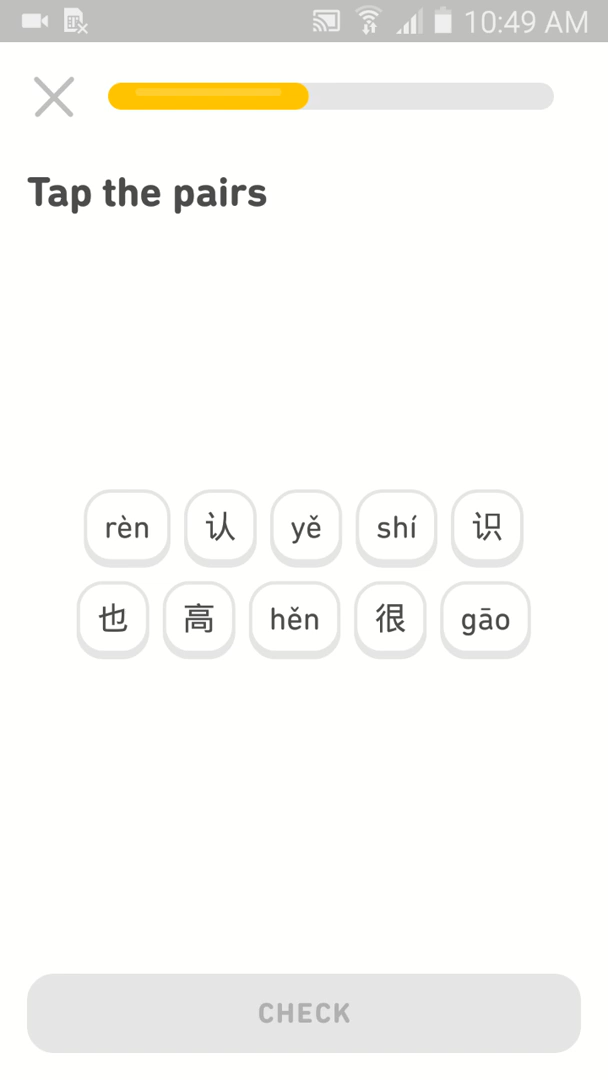 10:49 AM
Tap the pairs
rèn 认 yě shí 识
也 高 hěn 很 gāo
CHECK